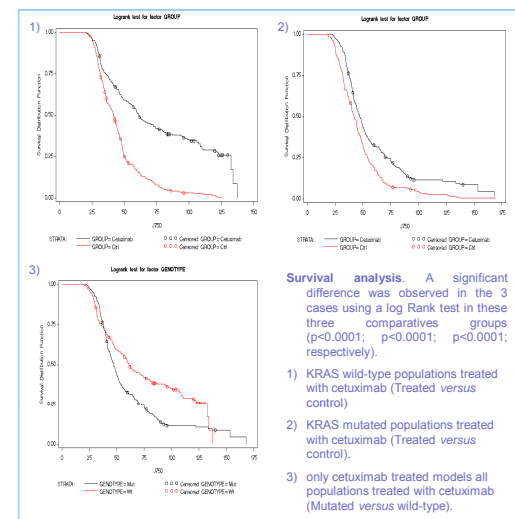 1)
Logrank test for factor GROUP
Survival Distribution Function
1.00
0.75
0.50
0.25
0.00
0 25 50 75 100 125 150
J750
STRATA: GROUP=Cetuximab ○○○ Censored GROUP=Cetuximab
GROUP=Ctrl ○○○ Censored GROUP=Ctrl
2)
Logrank test for factor GROUP
Survival Distribution Function
1.00
0.75
0.50
0.25
0.00
0 25 50 75 100 125 150 175
J750
STRATA: GROUP=Cetuximab ○○○ Censored GROUP=Cetuximab
GROUP=Ctrl ○○○ Censored GROUP=Ctrl
3)
Logrank test for factor GENOTYPE
Survival Distribution Function
1.00
0.75
0.50
0.25
0.00
0 25 50 75 100 125 150 175
J750
STRATA: GENOTYPE=Mut ○○○ Censored GENOTYPE=Mut
GENOTYPE=Wt ○○○ Censored GENOTYPE=Wt
Survival analysis. A significant
difference was observed in the 3
cases using a log Rank test in these
three comparatives groups
(p<0.0001; p<0.0001; p<0.0001;
respectively).
1) KRAS wild-type populations treated
with cetuximab (Treated versus
control)
2) KRAS mutated populations treated
with cetuximab (Treated versus
control).
3) only cetuximab treated models all
populations treated with cetuximab
(Mutated versus wild-type).